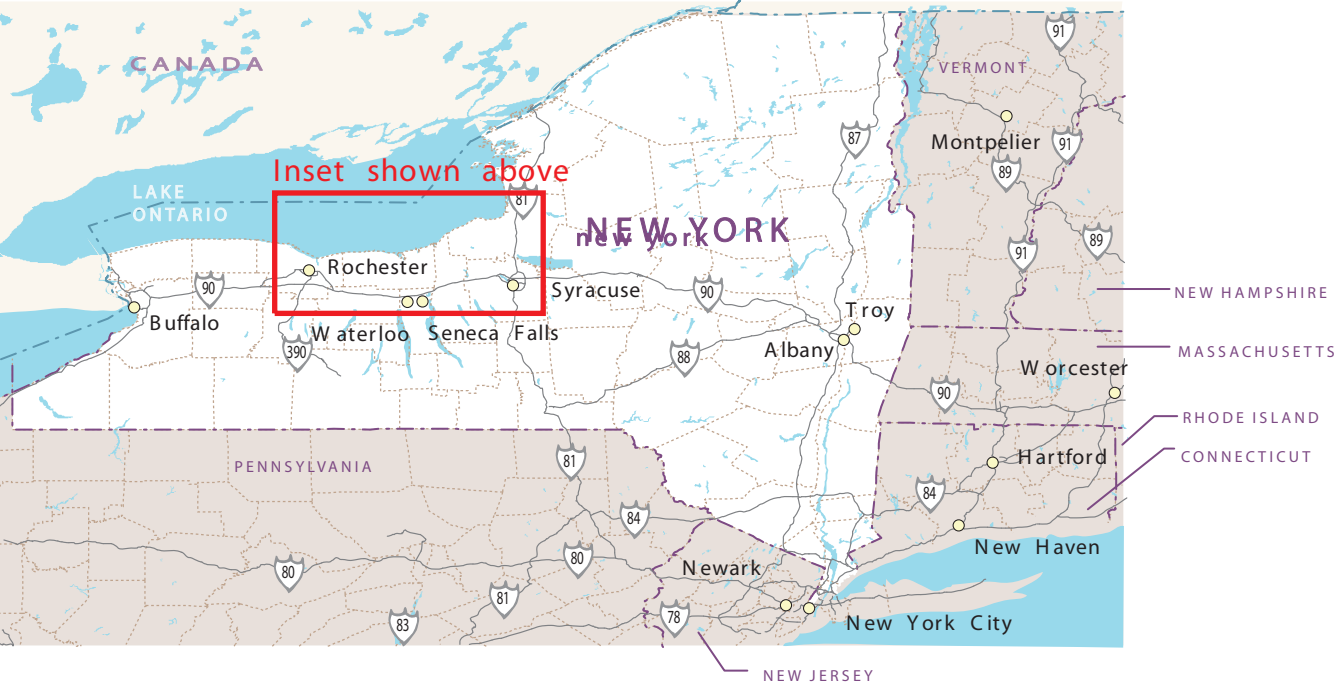 91
CANADA
VERMONT
87
Montpelier
91
Inset shown above
89
LAKE
ONTARIO
81
NEW YORK
new york
89
91
Rochester
90
Syracuse
90
NEW HAMPSHIRE
Buffalo
Troy
W aterloo
Seneca Falls
390
88
Albany
MASSACHUSETTS
W orcester
90
RHODE ISLAND
PENNSYLVANIA
81
Hartford
CONNECTICUT
84
84
New Haven
80
80
Newark
81
83
78
New York City
NEW JERSEY